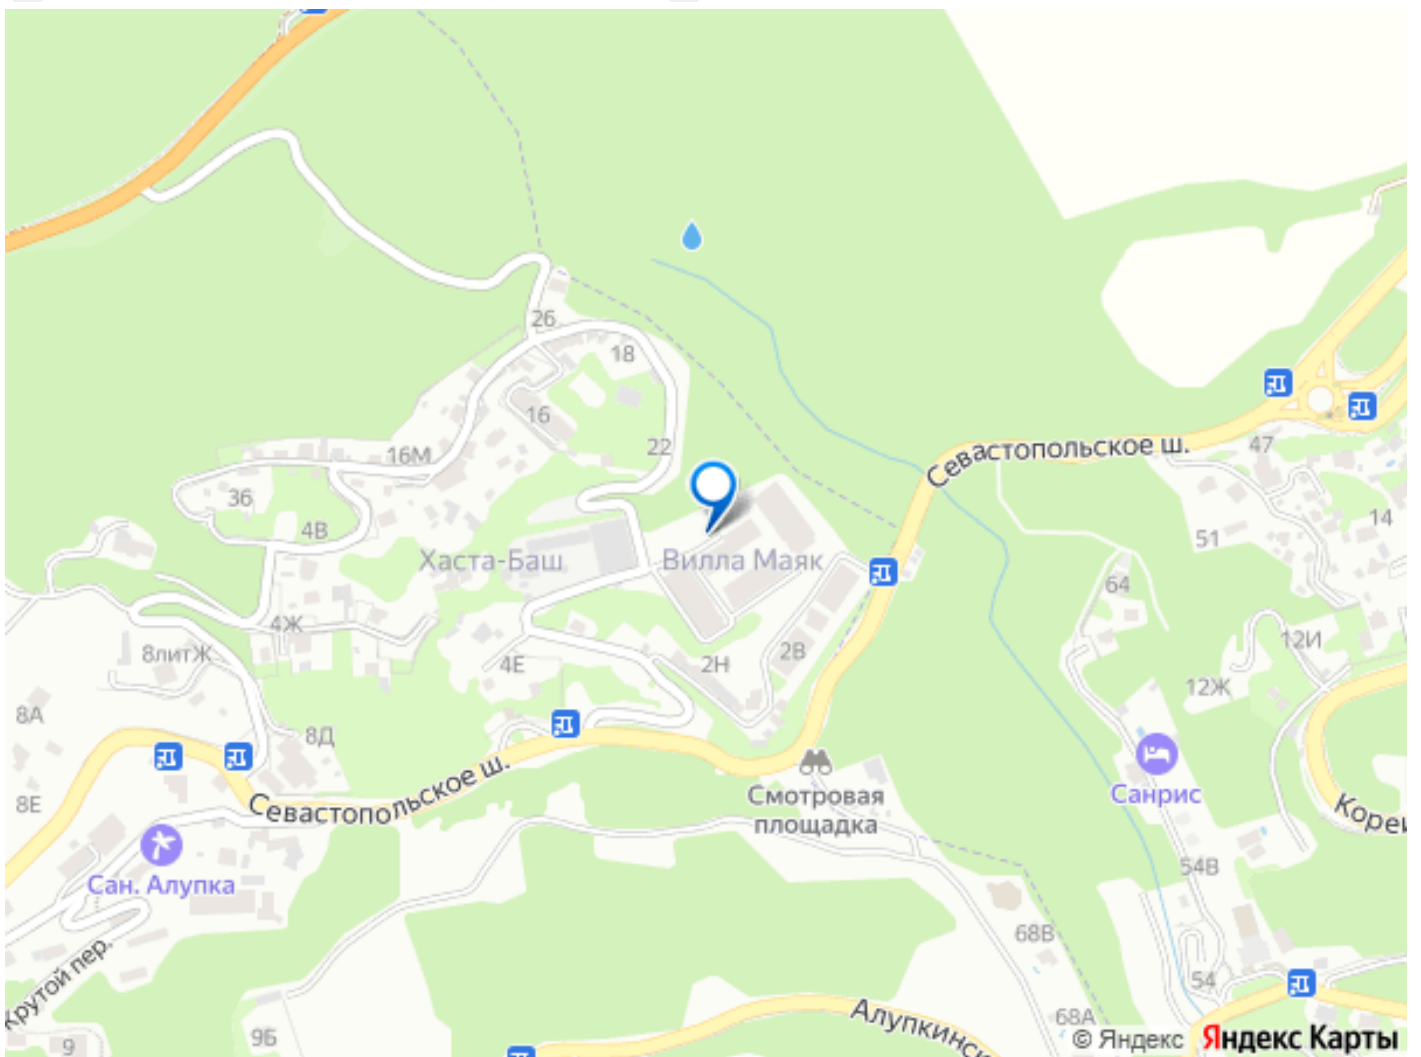 26
18
16
22
16М
36
4В
Севастопольское ш.
47
14
51
Хаста-Баш
Вилла Маяк
64
4Ж
12И
8литЖ
4Е
2Н
2В
12Ж
8А
8Д
8Е
Севастопольское ш.
Смотровая
площадка
Санрис
Кореи
Сан. Алупка
54В
68В
Крутой пер.
54
9Б
9
Алупкинск
68А
© Яндекс Яндекс Карты